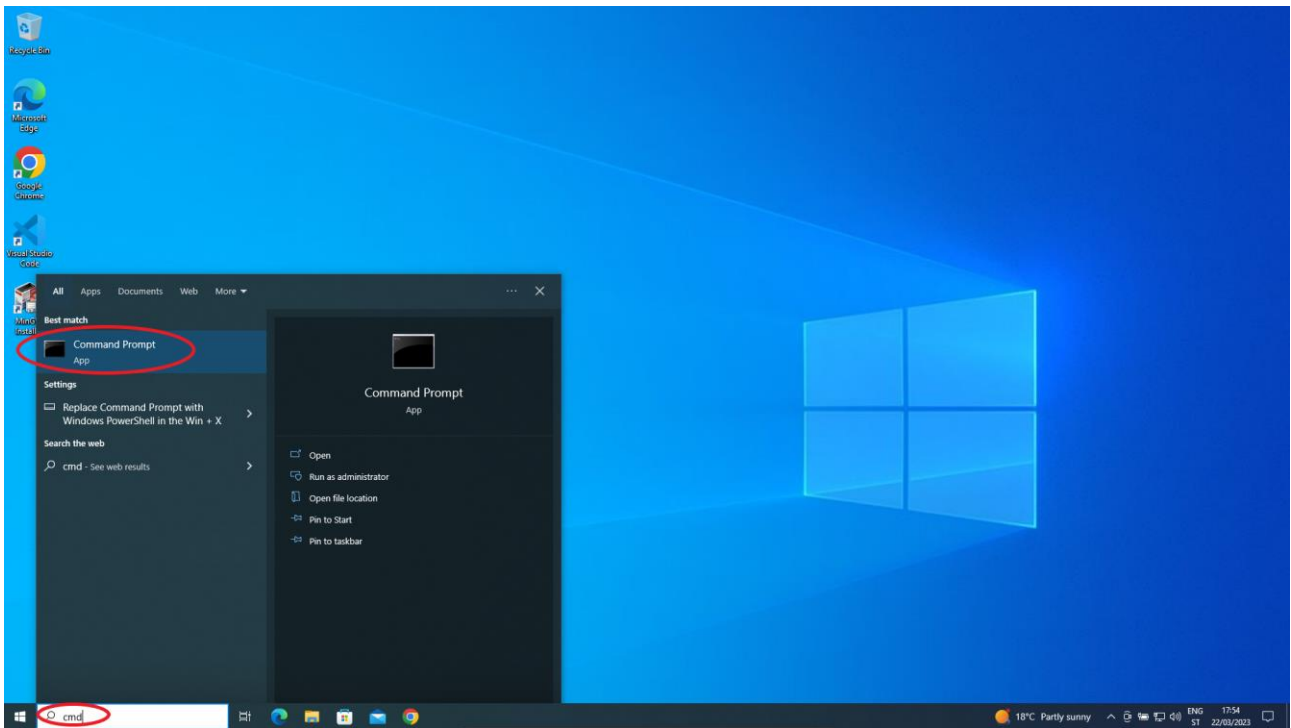 Recycle Bin
Microsoft
Edge
Google
Chrome
Visual Studio
Code
All Apps Documents Web More
Best match
Command Prompt
App
Settings
Replace Command Prompt with
Windows PowerShell in the Win + X
Search the web
cmd - See web results
Command Prompt
App
Open
Run as administrator
Open file location
Pin to Start
Pin to taskbar
cmd
18°C Partly sunny
ENG
ST
17:54
22/03/2023